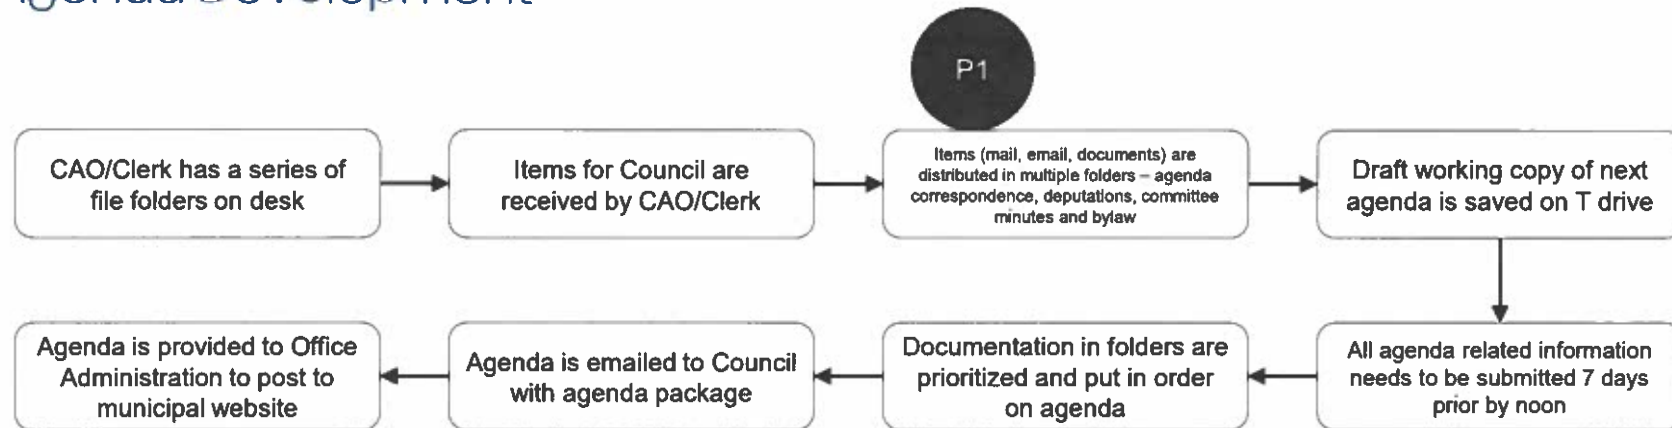 Agenda Development
P1
CAO/Clerk has a series of
file folders on desk
Items for Council are
received by CAO/Clerk
Items (mail, email, documents) are
distributed in multiple folders – agenda
correspondence, deputations, committee
minutes and bylaw
Draft working copy of next
agenda is saved on T drive
All agenda related information
needs to be submitted 7 days
prior by noon
Documentation in folders are
prioritized and put in order
on agenda
Agenda is emailed to Council
with agenda package
Agenda is provided to Office
Administration to post to
municipal website